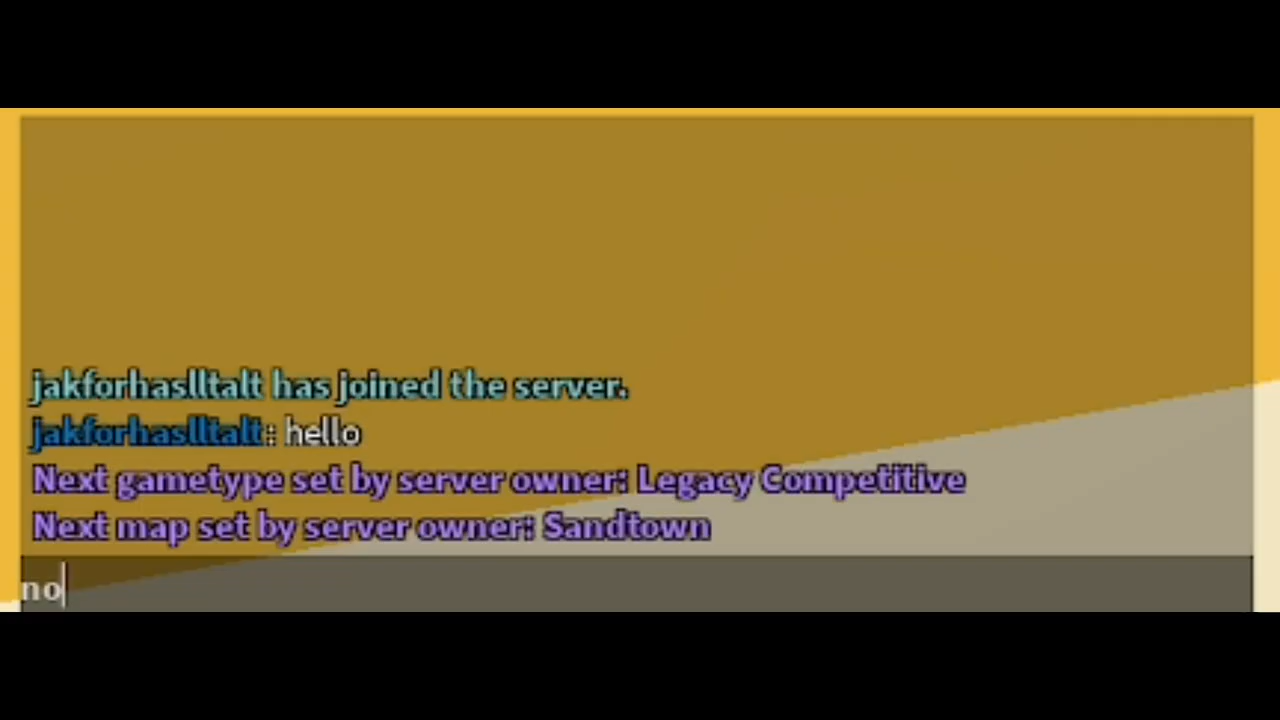 jakforhaslltalt has joined the server.
jakforhaslltalt: hello
Next gametype set by server owner: Legacy Competitive
Next map set by server owner: Sandtown
no